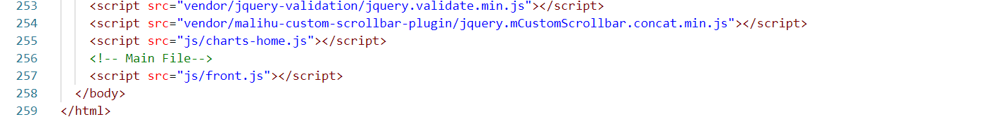 253 <script src="vendor/jquery-validation/jquery.validate.min.js"></script>
254 <script src="vendor/malihu-custom-scrollbar-plugin/jquery.mCustomScrollbar.concat.min.js"></script>
255 <script src="js/charts-home.js"></script>
256 <!-- Main File-->
257 <script src="js/front.js"></script>
258 </body>
259 </html>